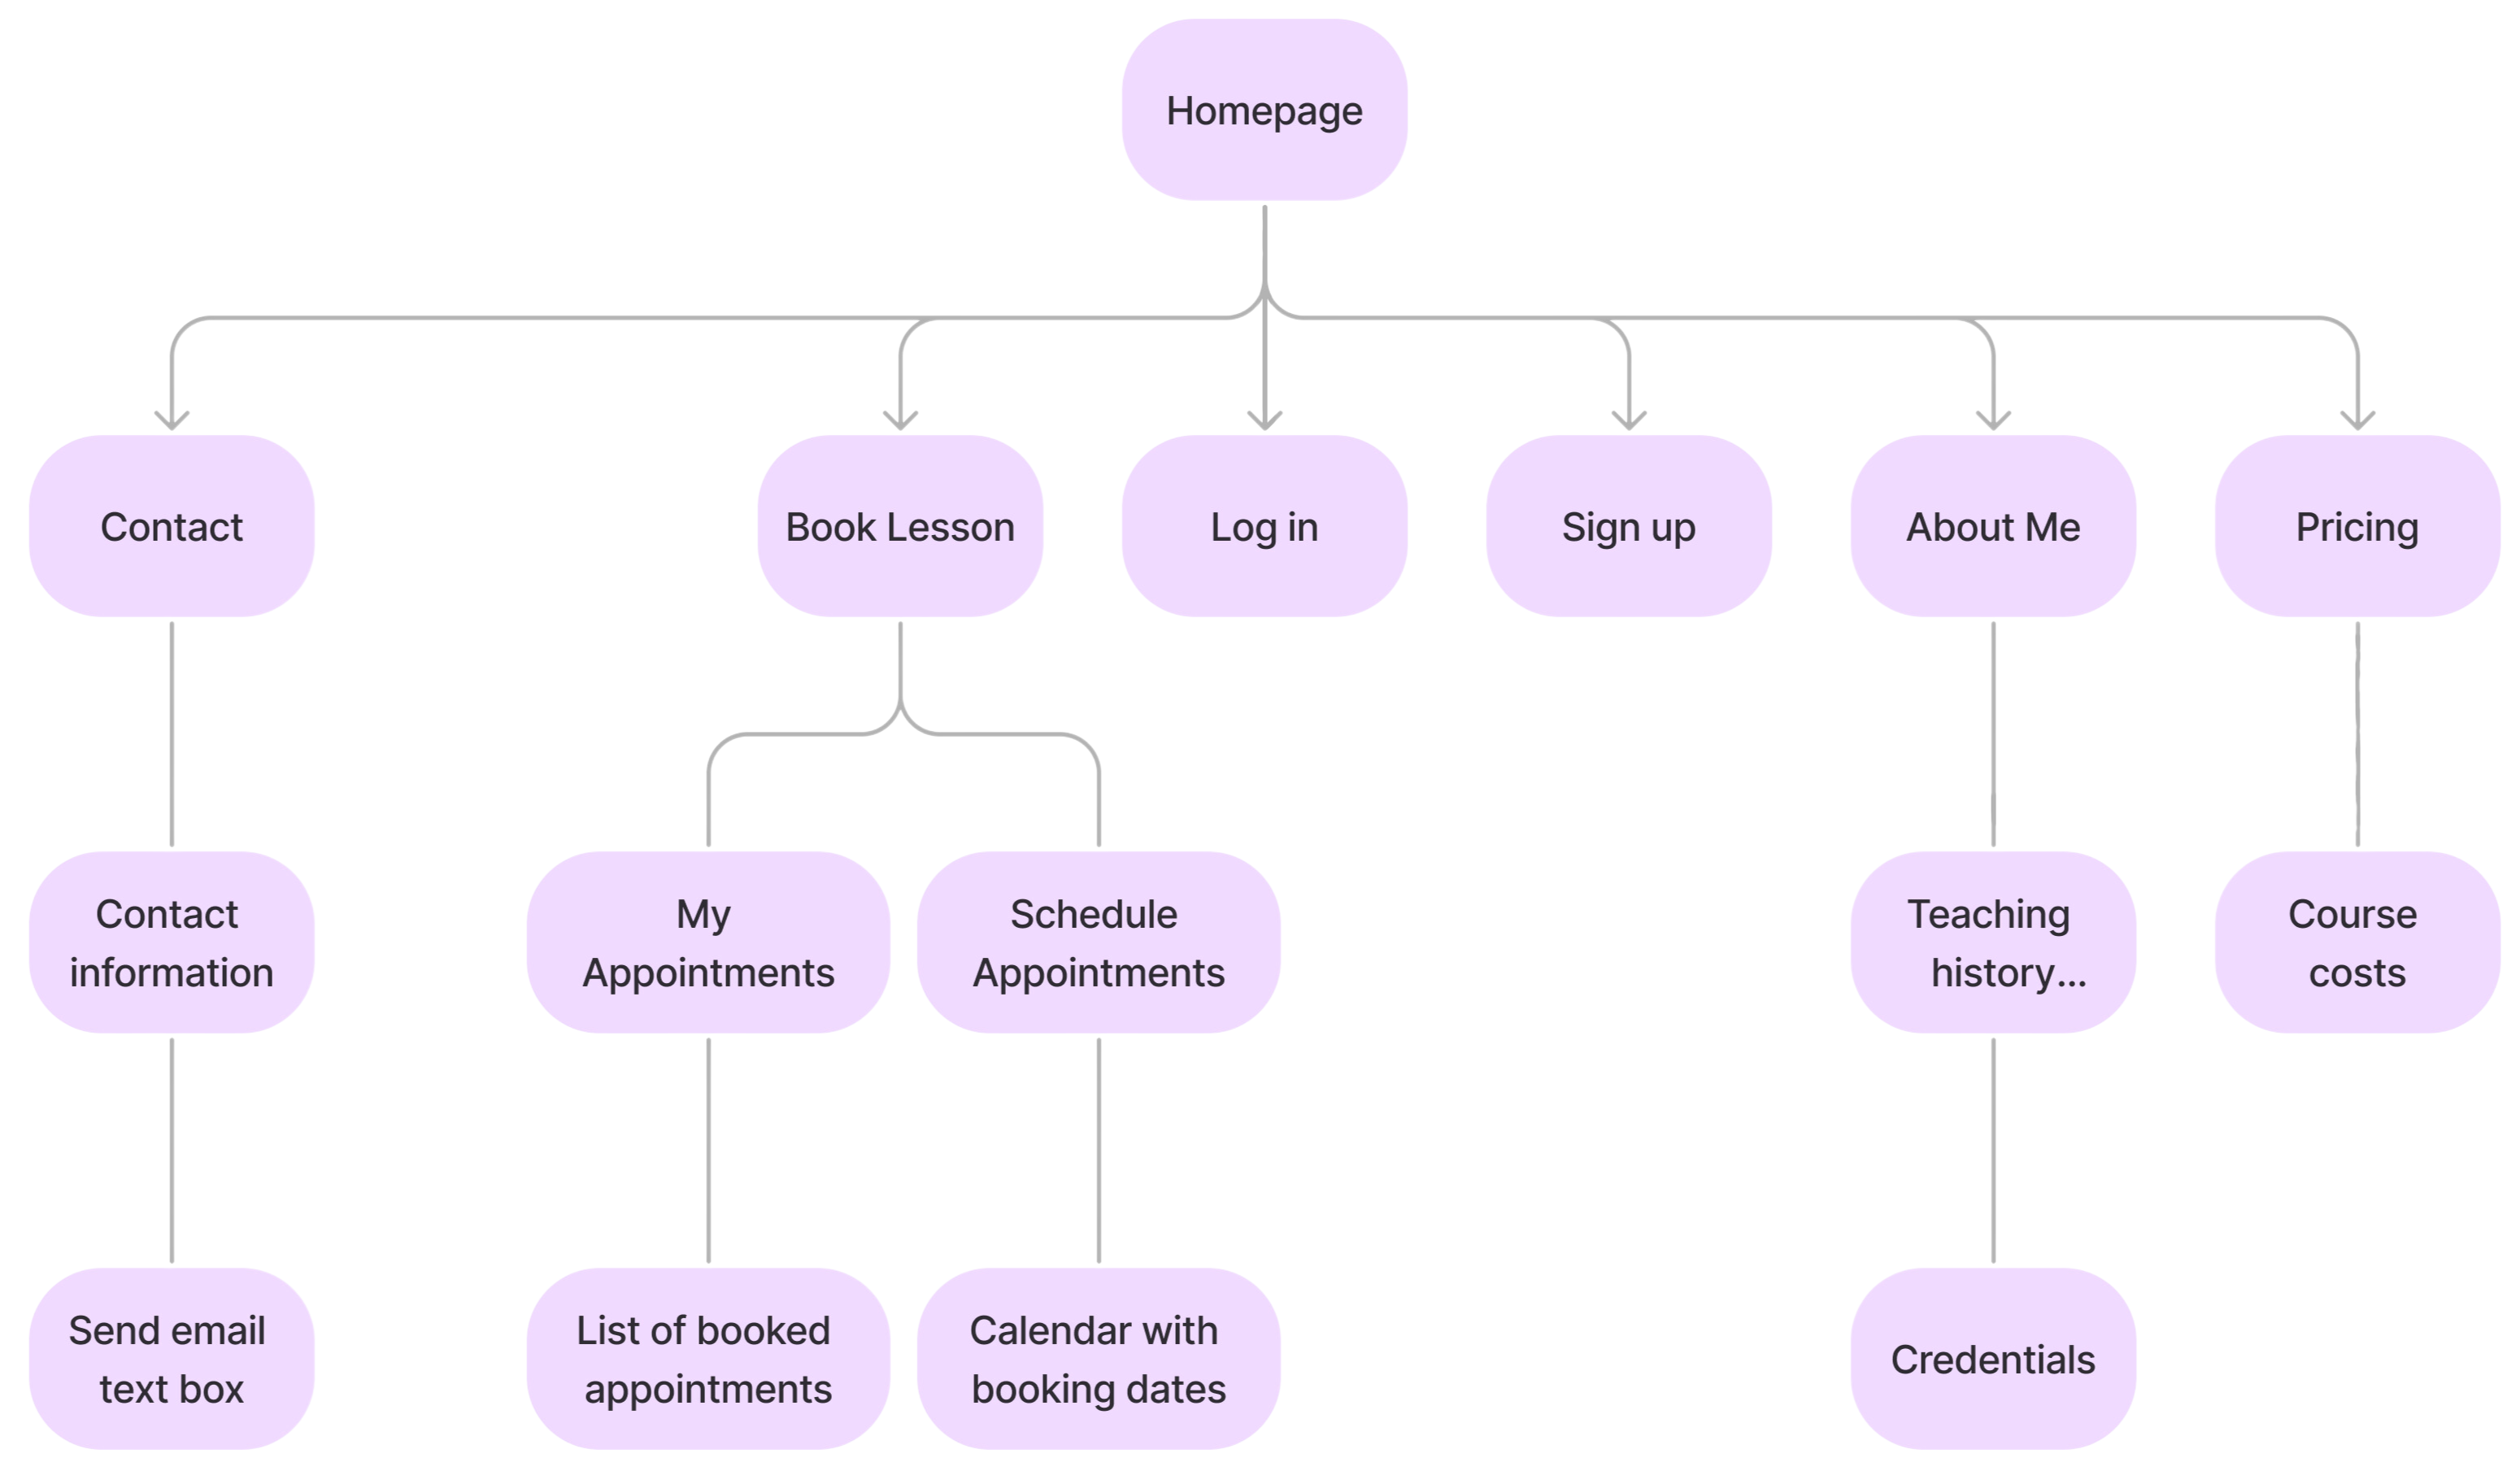 Homepage
Contact
Book Lesson
Log in
Sign up
About Me
Pricing
Contact
information
My
Appointments
Schedule
Appointments
Teaching
history...
Course
costs
Send email
text box
List of booked
appointments
Calendar with
booking dates
Credentials